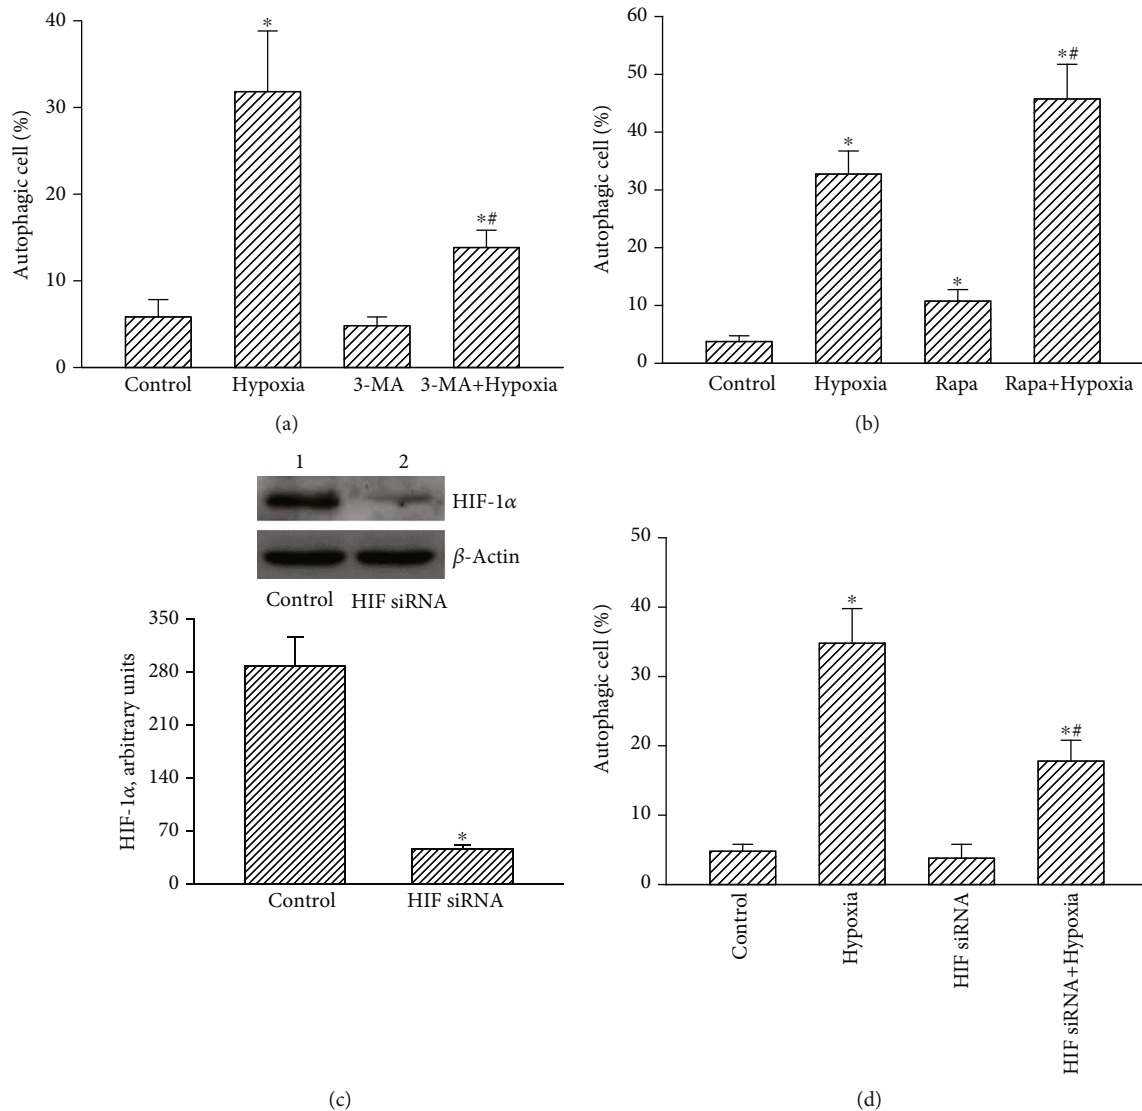 40
30
20
10
0
Autophagic cell (%)
*
*#
Control Hypoxia 3-MA 3-MA+Hypoxia
(a)
60
50
40
30
20
10
0
Autophagic cell (%)
*
*
*#
Control Hypoxia Rapa Rapa+Hypoxia
(b)
1 2
HIF-1α
β-Actin
Control HIF siRNA
350
280
210
140
70
0
HIF-1α, arbitrary units
*
Control HIF siRNA
(c)
50
40
30
20
10
0
Autophagic cell (%)
*
*#
Control
Hypoxia
HIF siRNA
HIF siRNA+Hypoxia
(d)